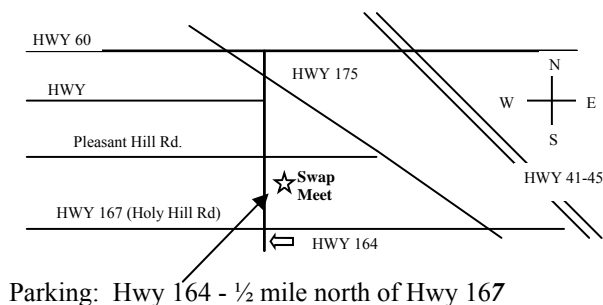 HWY 60
N
HWY 175
HWY
W E
S
Pleasant Hill Rd.
HWY 41-45
Swap
Meet
HWY 167 (Holy Hill Rd)
HWY 164
Parking: Hwy 164 - ½ mile north of Hwy 167